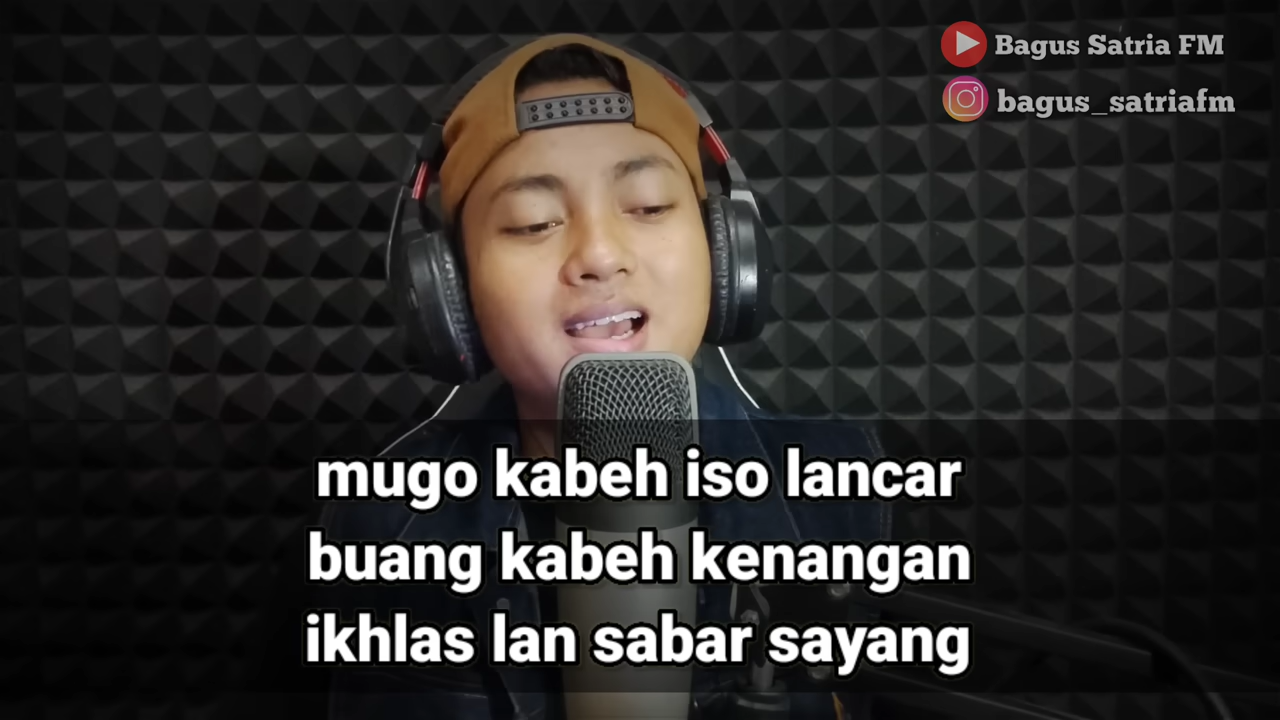 Bagus Satria FM
bagus_satriafm
mugo kabeh iso lancar
buang kabeh kenangan
ikhlas lan sabar sayang